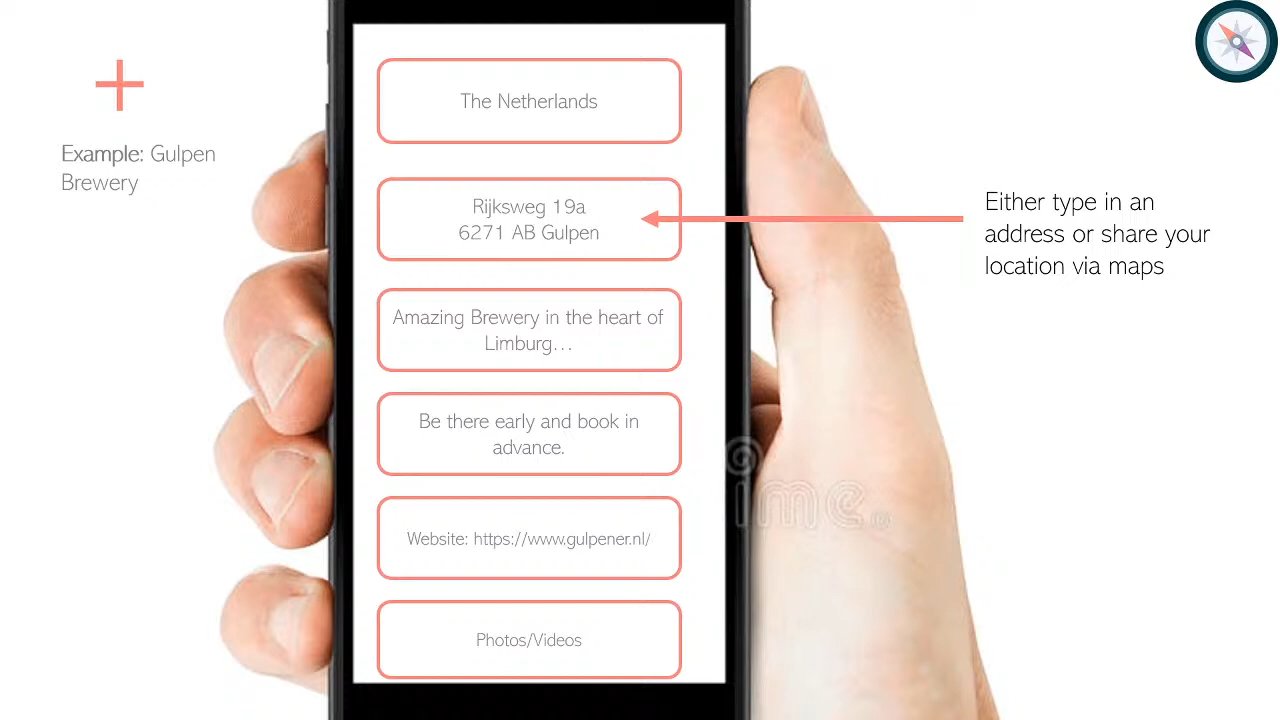 Example: Gulpen
Brewery
The Netherlands
Rijksweg 19a
6271 AB Gulpen
Either type in an
address or share your
location via maps
Amazing Brewery in the heart of
Limburg…
Be there early and book in
advance.
Website: https://www.gulpener.nl/
Photos/Videos
ime.